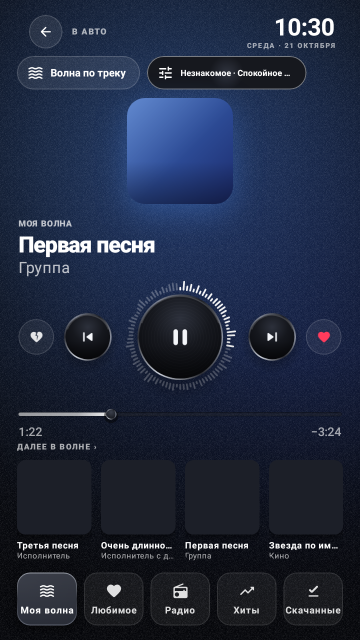 В АВТО
10:30
СРЕДА · 21 ОКТЯБРЯ
Волна по треку
Незнакомое · Спокойное ...
МОЯ ВОЛНА
Первая песня
Группа
1:22
−3:24
ДАЛЕЕ В ВОЛНЕ ›
Третья песня
Исполнитель
Очень длинно...
Исполнитель с д...
Первая песня
Группа
Звезда по им...
Кино
Моя волна
Любимое
Радио
Хиты
Скачанные